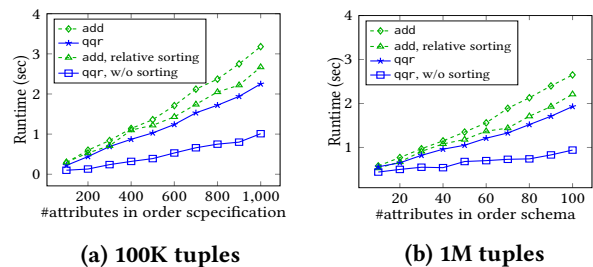 4
3
2
1
0
Runtime (sec)
add
qqr
add, relative sorting
qqr, w/o sorting
200 400 600 800 1,000
#attributes in order scpecification
(a) 100K tuples
4
3
2
1
Runtime (sec)
add
add, relative sorting
qqr
qqr, w/o sorting
20 40 60 80 100
#attributes in order schema
(b) 1M tuples